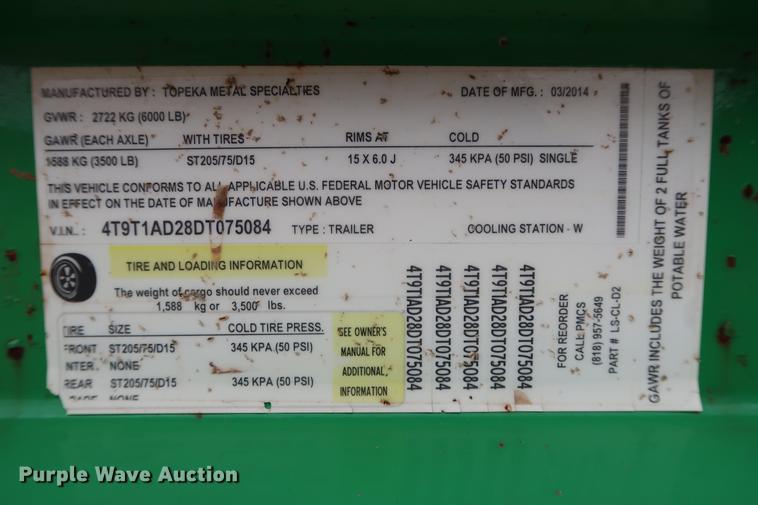 MANUFACTURED BY : TOPEKA METAL SPECIALTIES DATE OF MFG. : 03/2014
GVWR : 2722 KG (6000 LB)
GAWR (EACH AXLE) WITH TIRES RIMS AT COLD
1588 KG (3500 LB) ST205/75/D15 15 X 6.0 J 345 KPA (50 PSI) SINGLE
THIS VEHICLE CONFORMS TO ALL APPLICABLE U.S. FEDERAL MOTOR VEHICLE SAFETY STANDARDS
IN EFFECT ON THE DATE OF MANUFACTURE SHOWN ABOVE
V.I.N. : 4T9T1AD28DT075084 TYPE : TRAILER COOLING STATION - W
TIRE AND LOADING INFORMATION
The weight of cargo should never exceed
1,588 kg or 3,500 lbs.
TIRE SIZE COLD TIRE PRESS.
FRONT ST205/75/D15 345 KPA (50 PSI)
INTER. NONE
REAR ST205/75/D15 345 KPA (50 PSI)
SPARE NONE
SEE OWNER'S
MANUAL FOR
ADDITIONAL
INFORMATION
4T9T1AD28DT075084
4T9T1AD28DT075084
4T9T1AD28DT075084
4T9T1AD28DT075084
4T9T1AD28DT075084
FOR REORDER
CALL PMCS
(818) 957-5649
PART # LS-CL-D2
GAWR INCLUDES THE WEIGHT OF 2 FULL TANKS OF
POTABLE WATER
Purple Wave Auction